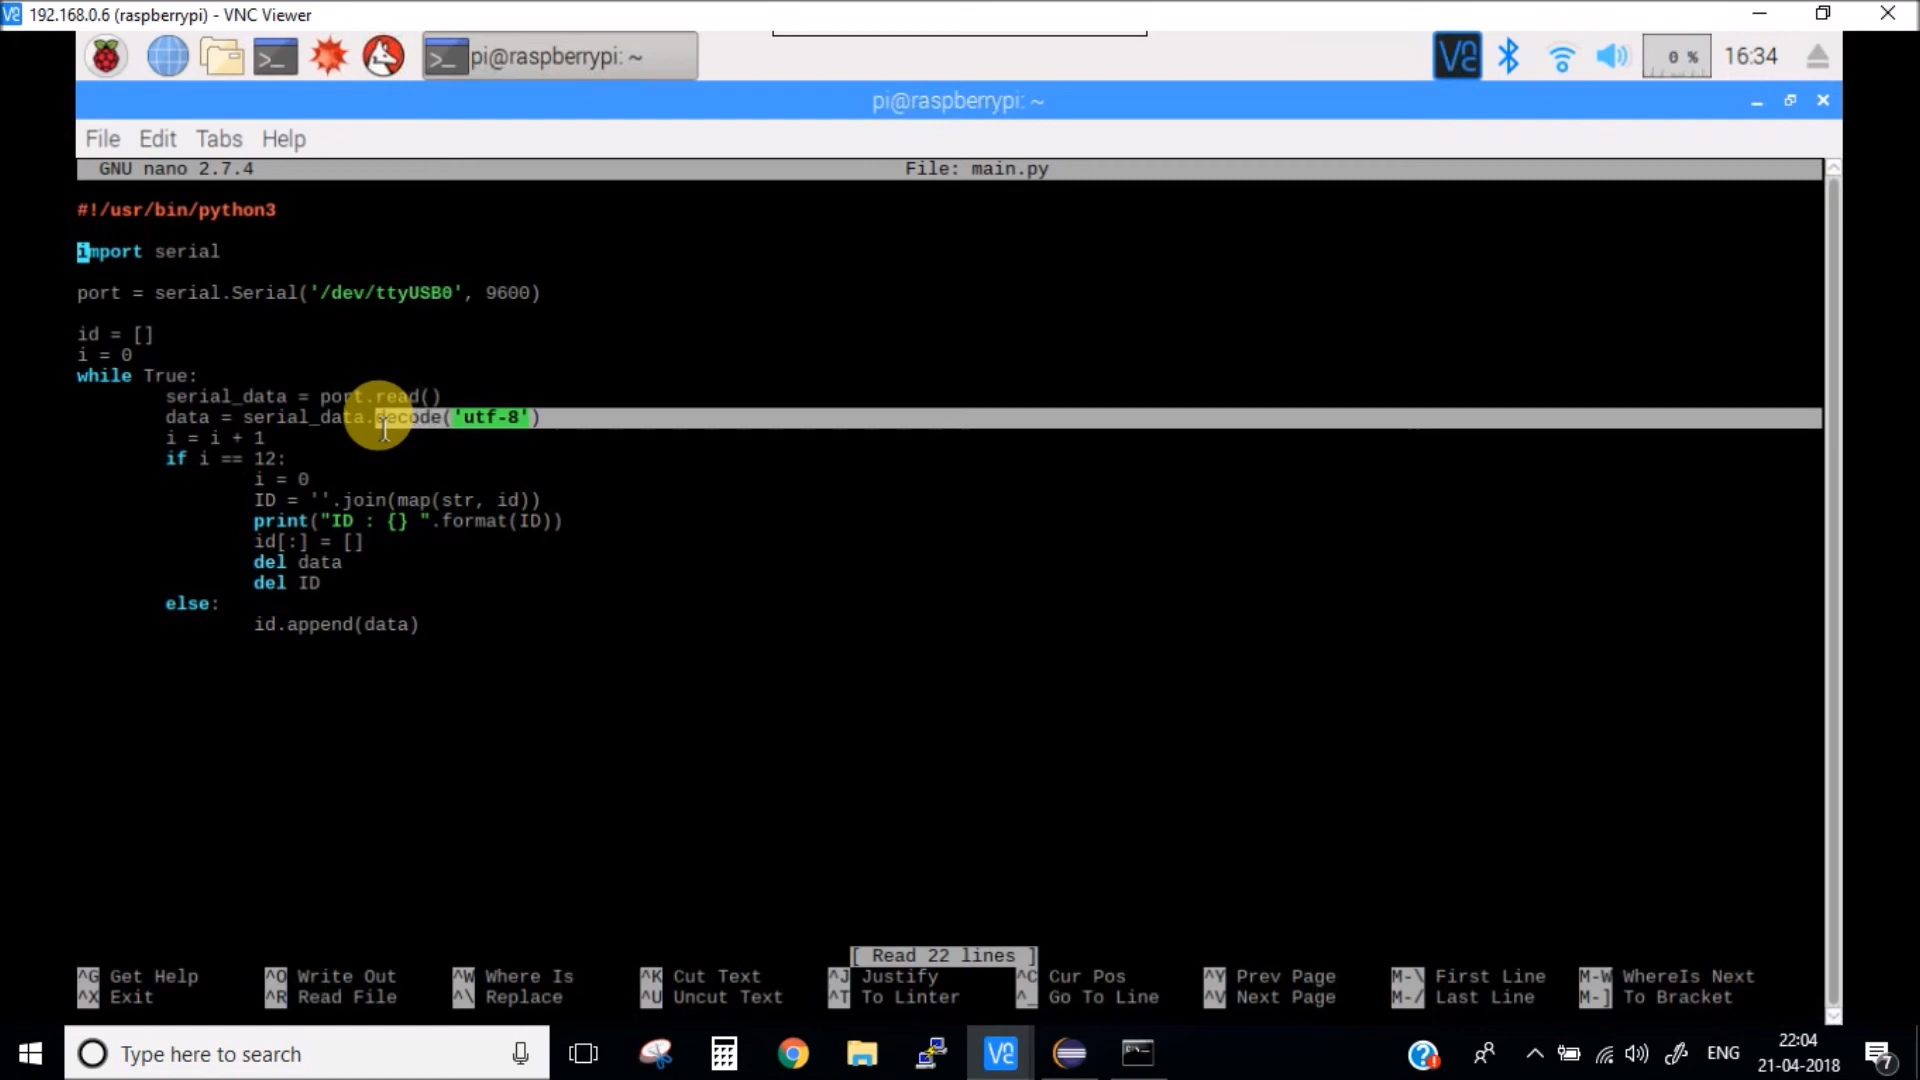 192.168.0.6 (raspberrypi) - VNC Viewer
pi@raspberrypi: ~
0 %
16:34
pi@raspberrypi: ~
File Edit Tabs Help
GNU nano 2.7.4 File: main.py
#!/usr/bin/python3
import serial
port = serial.Serial('/dev/ttyUSB0', 9600)
id = []
i = 0
while True:
serial_data = port.read()
data = serial_data.decode('utf-8')
i = i + 1
if i == 12:
i = 0
ID = ''.join(map(str, id))
print("ID : {} ".format(ID))
id[:] = []
del data
del ID
else:
id.append(data)
[ Read 22 lines ]
^G Get Help ^O Write Out ^W Where Is ^K Cut Text ^J Justify ^C Cur Pos ^Y Prev Page M-\ First Line M-W WhereIs Next
^X Exit ^R Read File ^\ Replace ^U Uncut Text ^T To Linter ^_ Go To Line ^V Next Page M-/ Last Line M-] To Bracket
Type here to search
ENG
22:04
21-04-2018
7